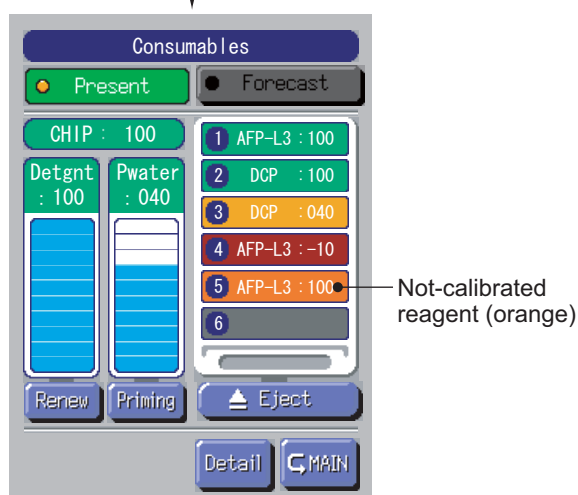 Consumables
Present
Forecast
CHIP : 100
Detgnt
: 100
Pwater
: 040
1 AFP-L3 : 100
2 DCP : 100
3 DCP : 040
4 AFP-L3 : -10
5 AFP-L3 : 100
6
Not-calibrated
reagent (orange)
Renew
Priming
Eject
Detail
MAIN